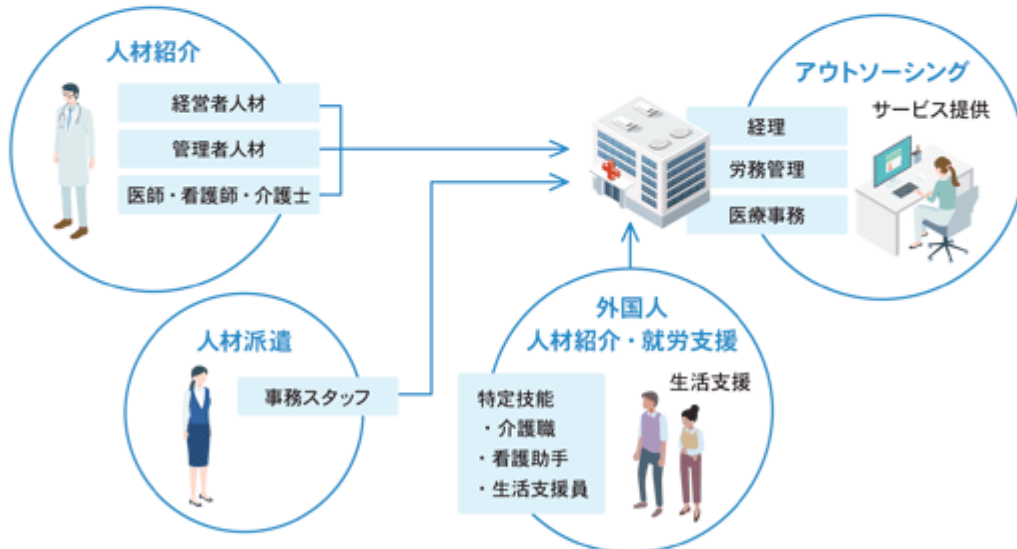 人材紹介
経営者人材
管理者人材
医師・看護師・介護士
アウトソーシング
サービス提供
経理
労務管理
医療事務
人材派遣
事務スタッフ
外国人
人材紹介・就労支援
生活支援
特定技能
・介護職
・看護助手
・生活支援員